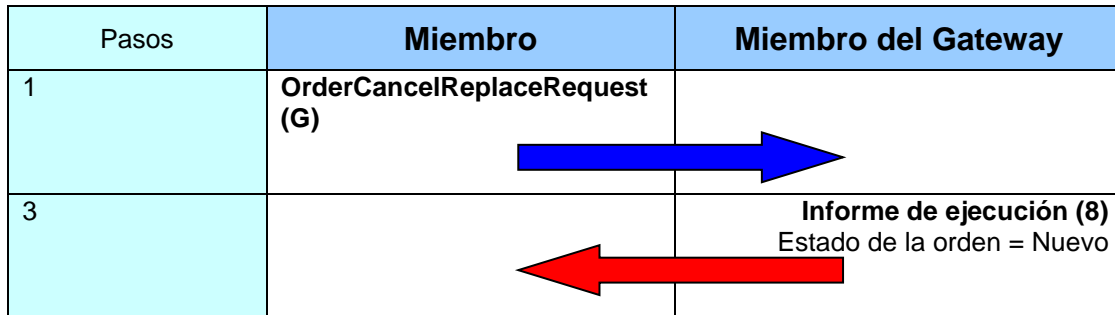 Pasos
Miembro
Miembro del Gateway
1
OrderCancelReplaceRequest
(G)
3
Informe de ejecución (8)
Estado de la orden = Nuevo